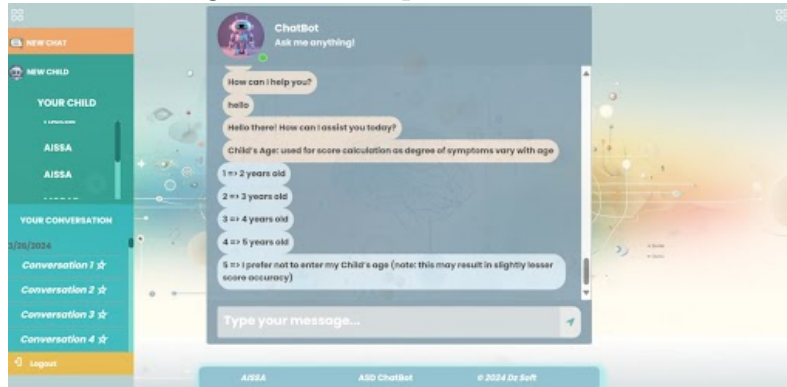 NEW CHAT
NEW CHILD
YOUR CHILD
AISSA
AISSA
YOUR CONVERSATION
3/26/2024
Conversation 1 ☆
Conversation 2 ☆
Conversation 3 ☆
Conversation 4 ☆
Logout
ChatBot
Ask me anything!
How can I help you?
hello
Hello there! How can I assist you today?
Child's Age: used for score calculation as degree of symptoms vary with age
1 => 2 years old
2 => 3 years old
3 => 4 years old
4 => 5 years old
5 => I prefer not to enter my Child's age (note: this may result in slightly lesser
score accuracy)
Type your message...
AISSA ASD ChatBot © 2024 Dz Soft